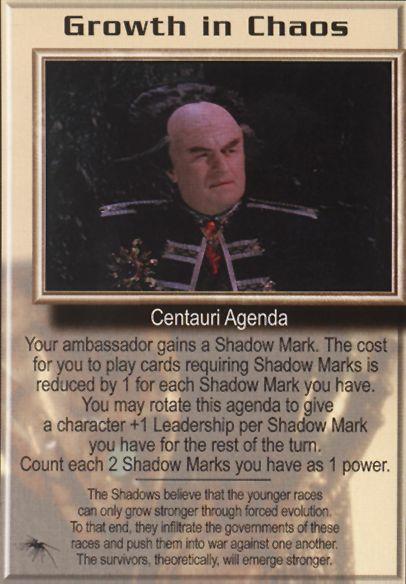 Growth in Chaos
Centauri Agenda
Your ambassador gains a Shadow Mark. The cost
for you to play cards requiring Shadow Marks is
reduced by 1 for each Shadow Mark you have.
You may rotate this agenda to give
a character +1 Leadership per Shadow Mark
you have for the rest of the turn.
Count each 2 Shadow Marks you have as 1 power.
The Shadows believe that the younger races
can only grow stronger through forced evolution.
To that end, they infiltrate the governments of these
races and push them into war against one another.
The survivors, theoretically, will emerge stronger.